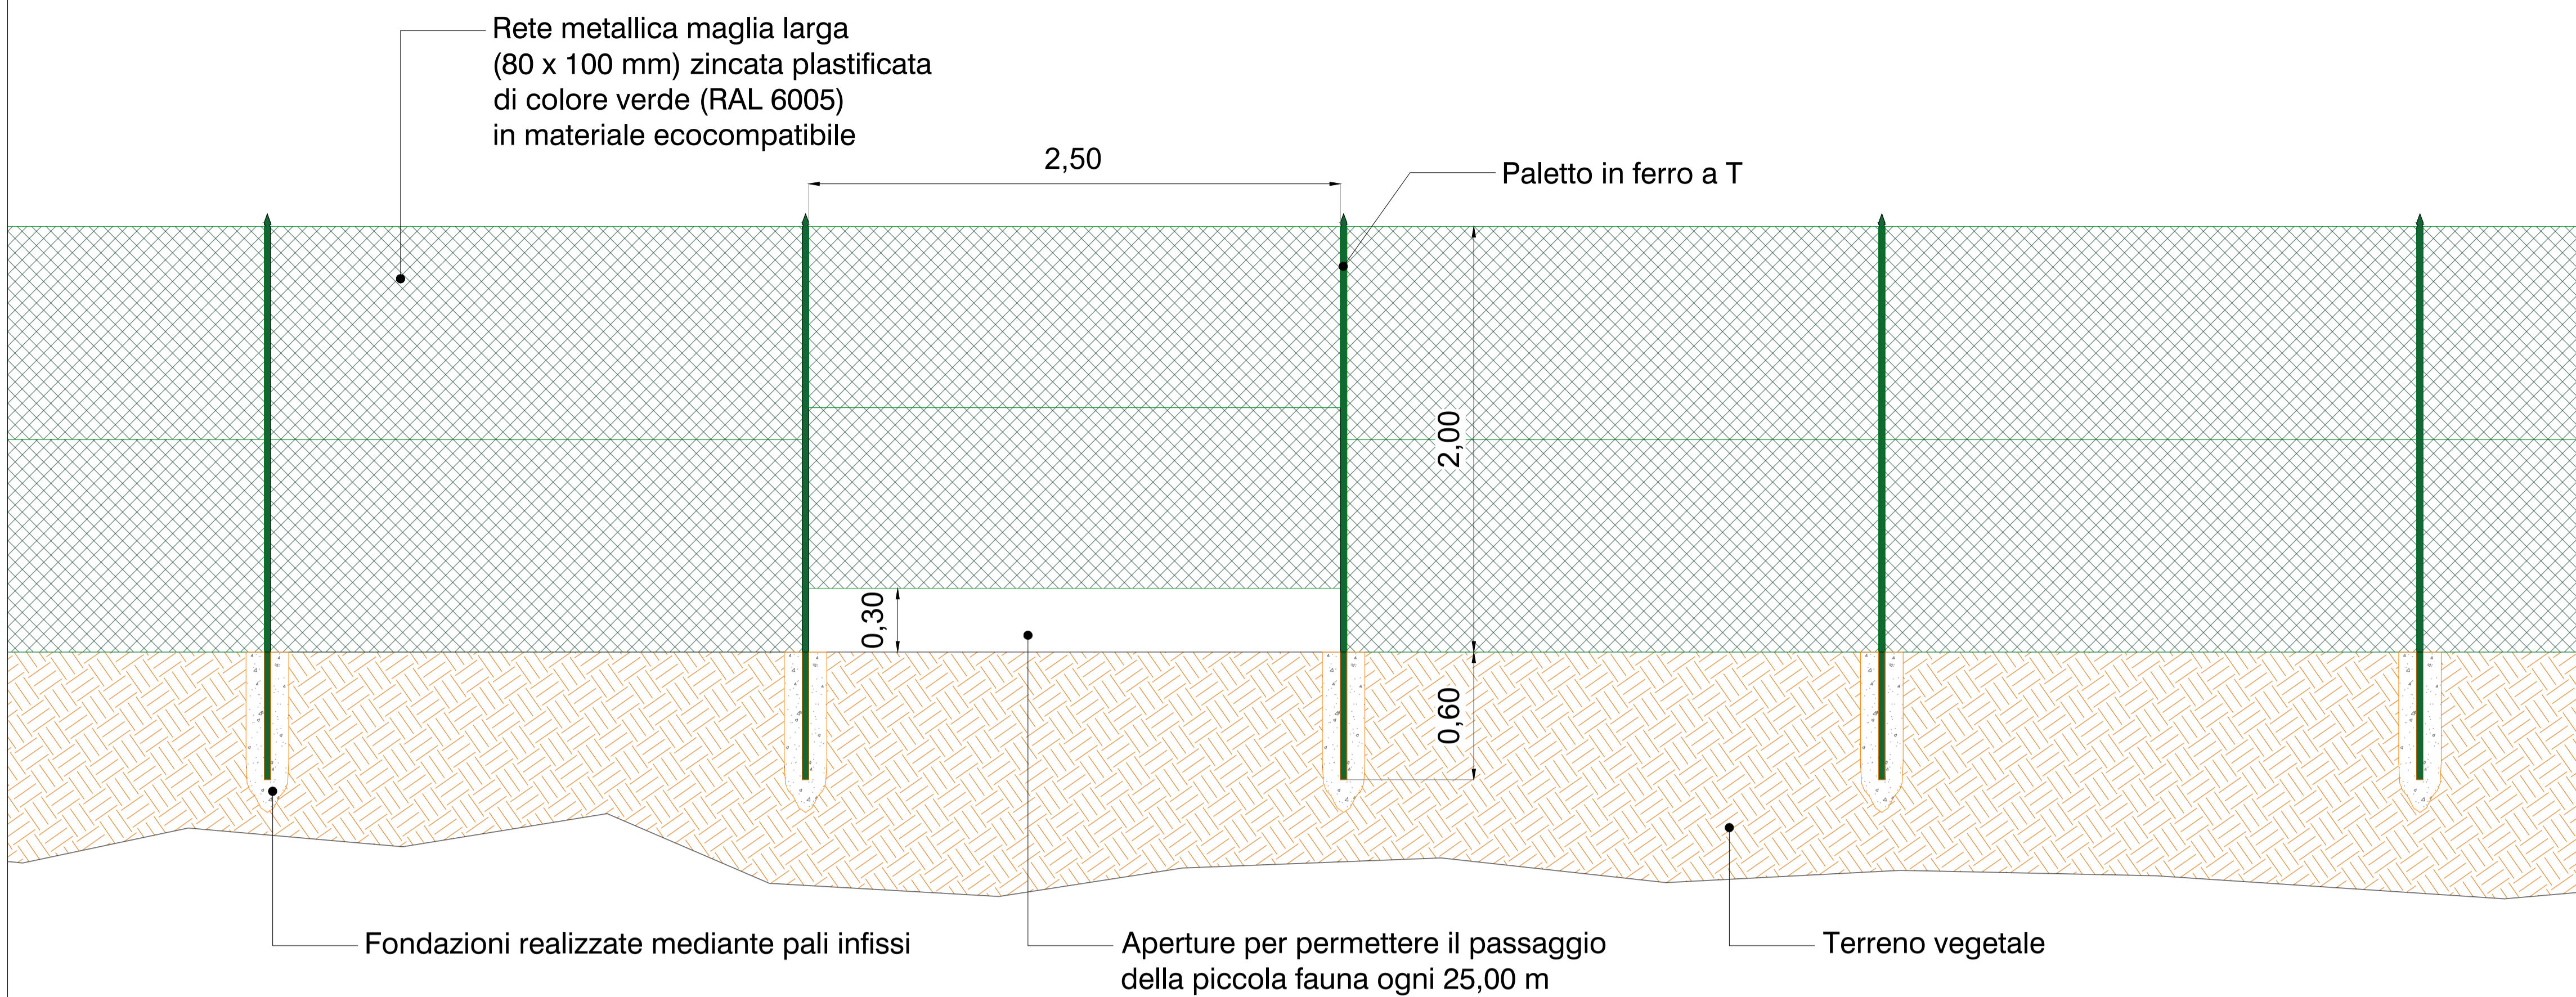 Rete metallica maglia larga
(80 x 100 mm) zincata plastificata
di colore verde (RAL 6005)
in materiale ecocompatibile
2,50
Paletto in ferro a T
2,00
0,30
0,60
Fondazioni realizzate mediante pali infissi
Aperture per permettere il passaggio
della piccola fauna ogni 25,00 m
Terreno vegetale